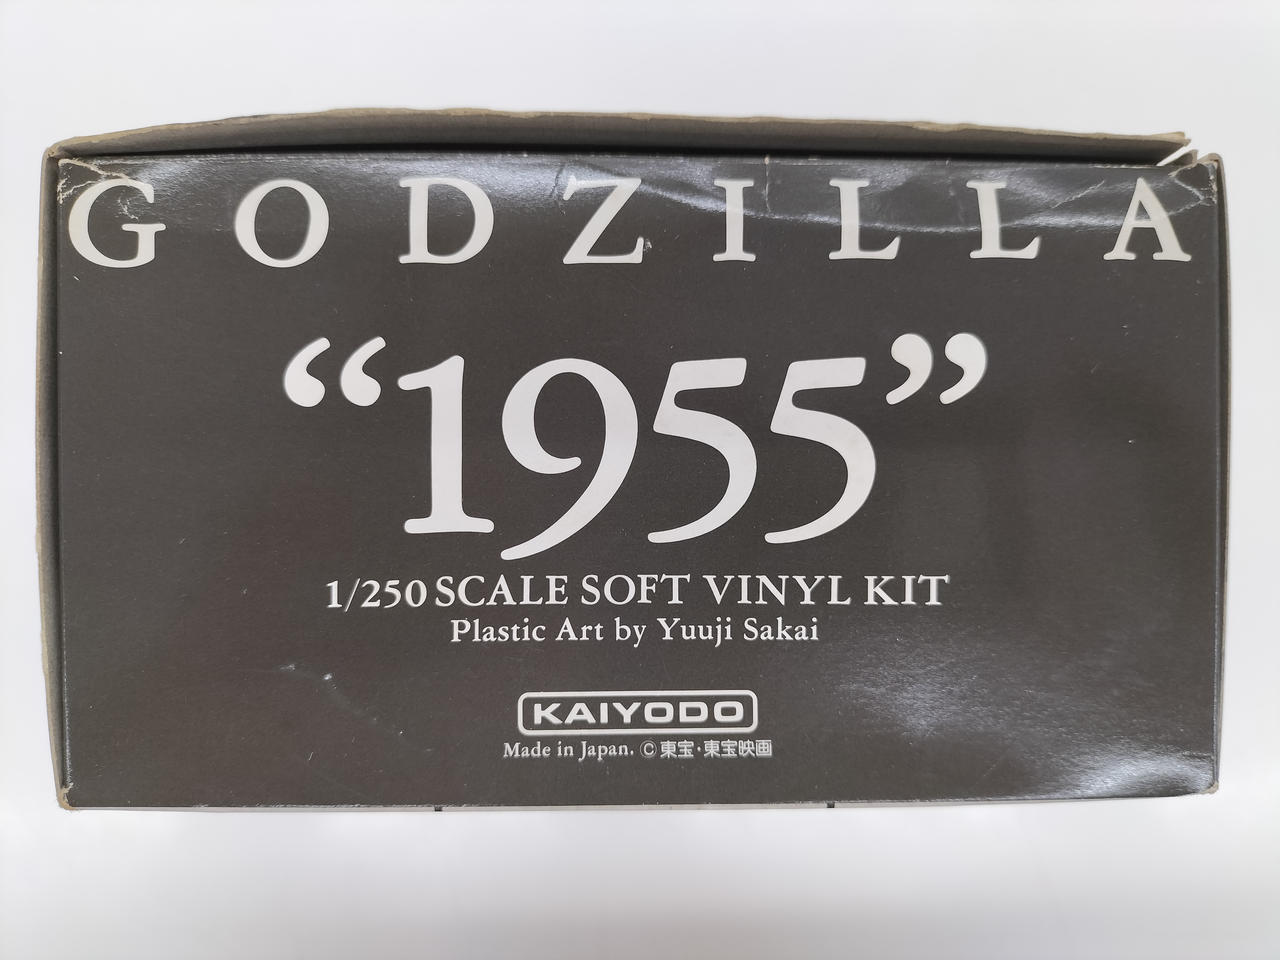 GODZILLA
“1955”
1/250 SCALE SOFT VINYL KIT
Plastic Art by Yuuji Sakai
KAIYODO
Made in Japan. ©東宝・東宝映画